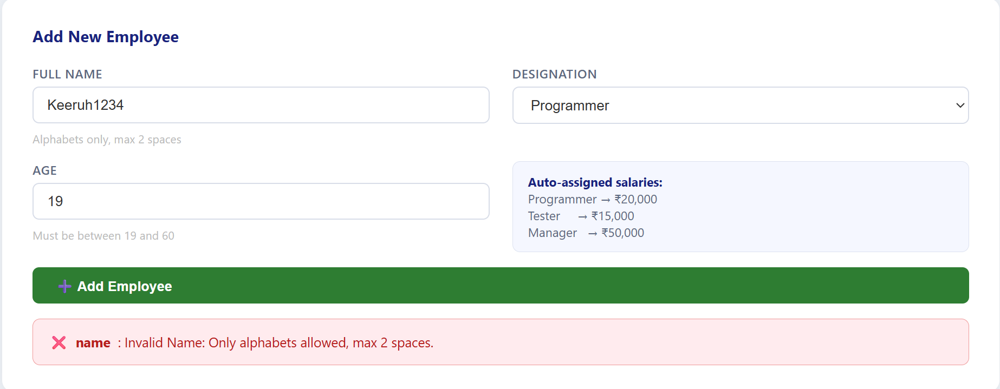 Add New Employee
FULL NAME
Keeruh1234
Alphabets only, max 2 spaces
DESIGNATION
Programmer
AGE
19
Must be between 19 and 60
Auto-assigned salaries:
Programmer → ₹20,000
Tester → ₹15,000
Manager → ₹50,000
➕ Add Employee
❌ name : Invalid Name: Only alphabets allowed, max 2 spaces.